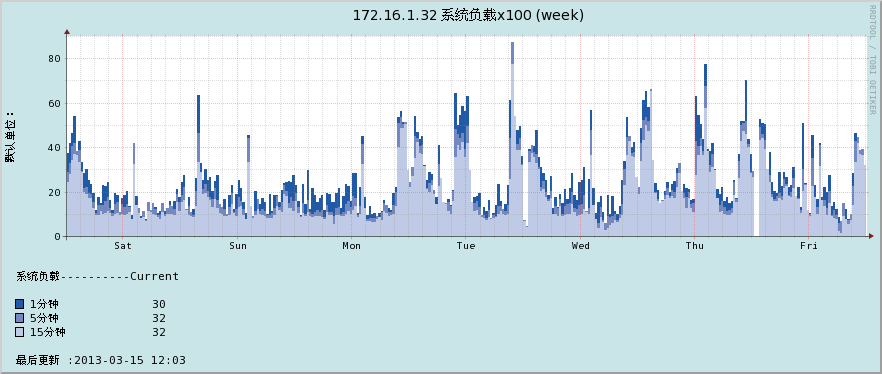 172.16.1.32 系统负载x100 (week)
RRDTOOL / TOBI OETIKER
默认单位：
80
60
40
20
0
Sat Sun Mon Tue Wed Thu Fri
系统负载----------Current
1分钟 30
5分钟 32
15分钟 32
最后更新 :2013-03-15 12:03